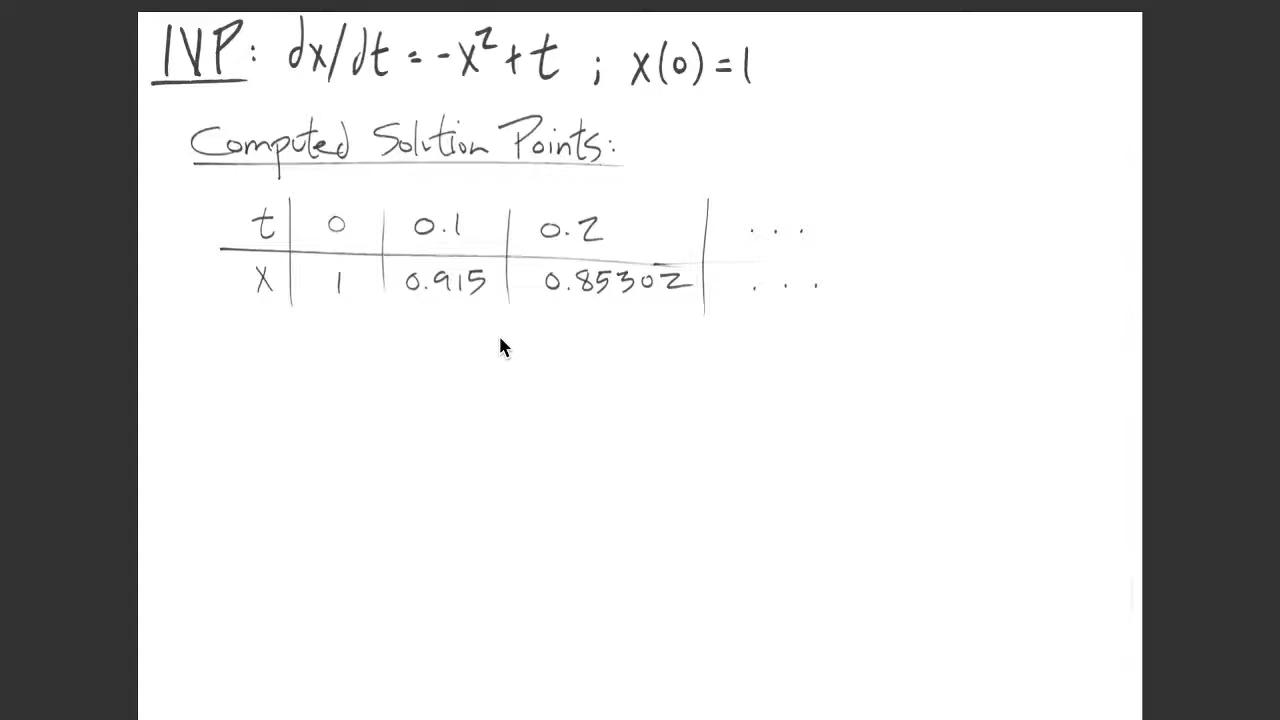 IVP: dx/dt = -x² + t ; x(0) = 1
Computed Solution Points:
t 0 0.1 0.2 ...
x 1 0.915 0.85302 ...